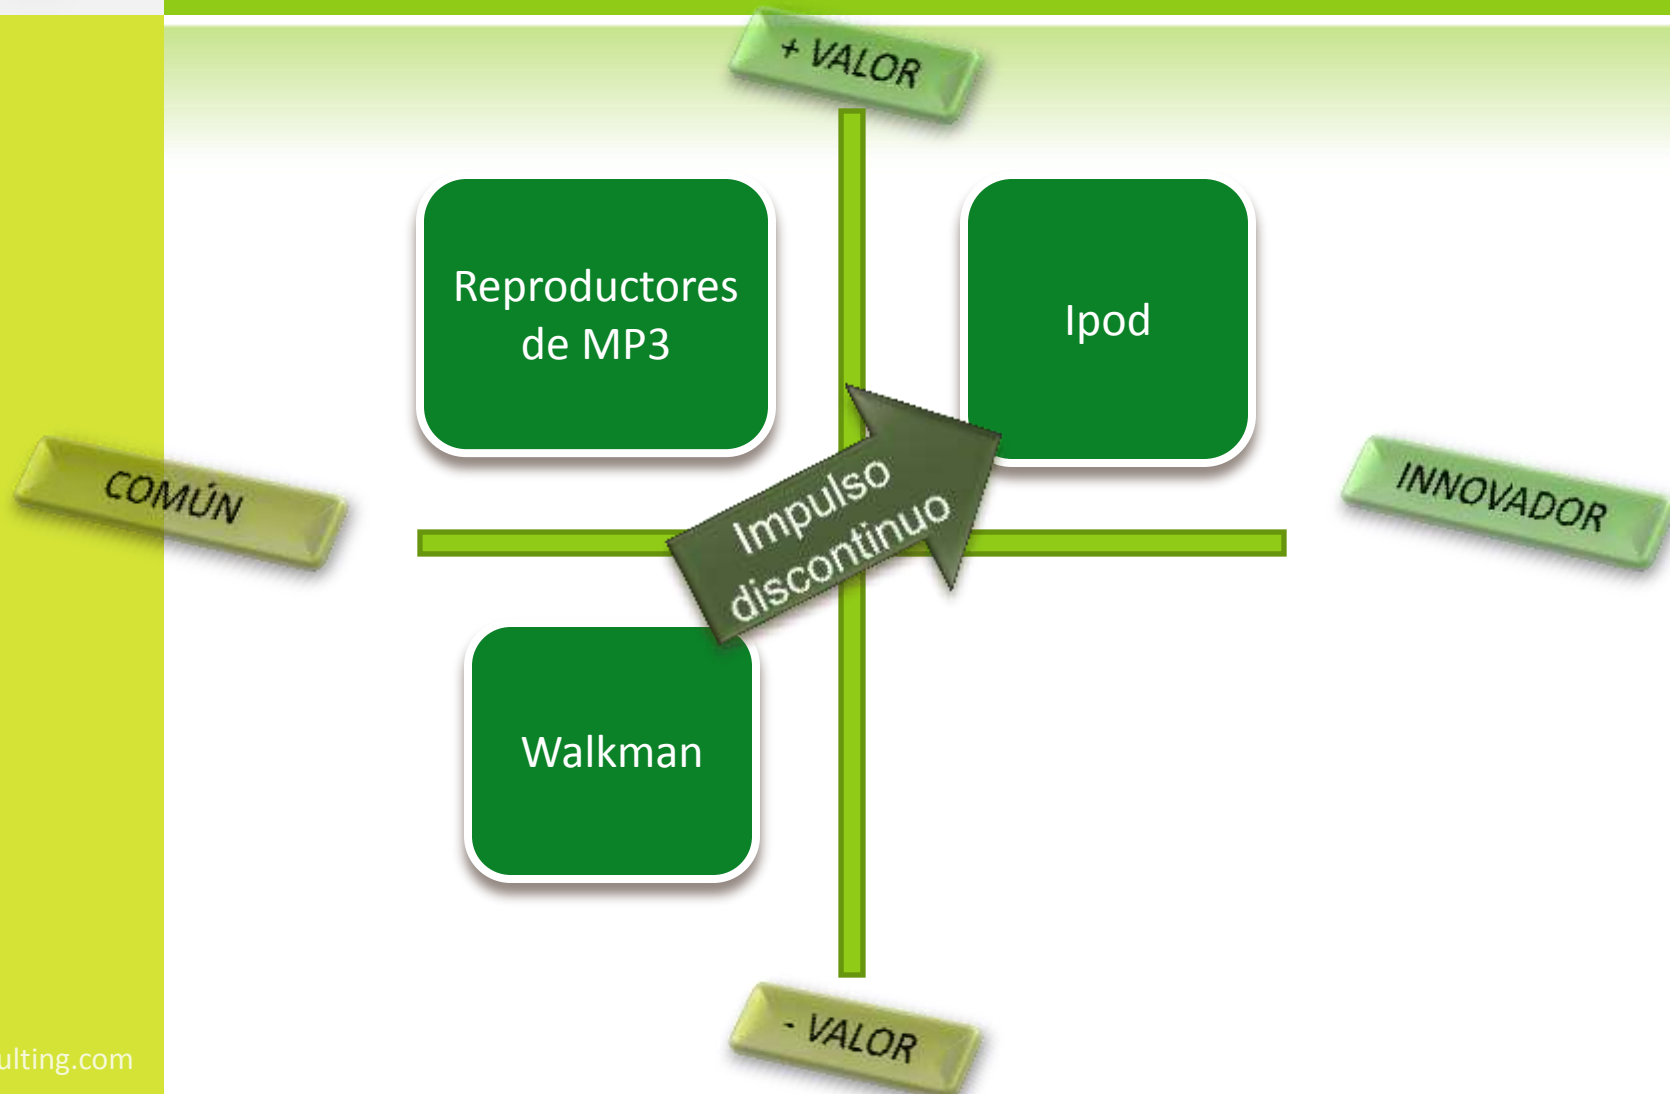 + VALOR
Reproductores
de MP3
Ipod
COMÚN
INNOVADOR
Impulso
discontinuo
Walkman
- VALOR
ulting.com